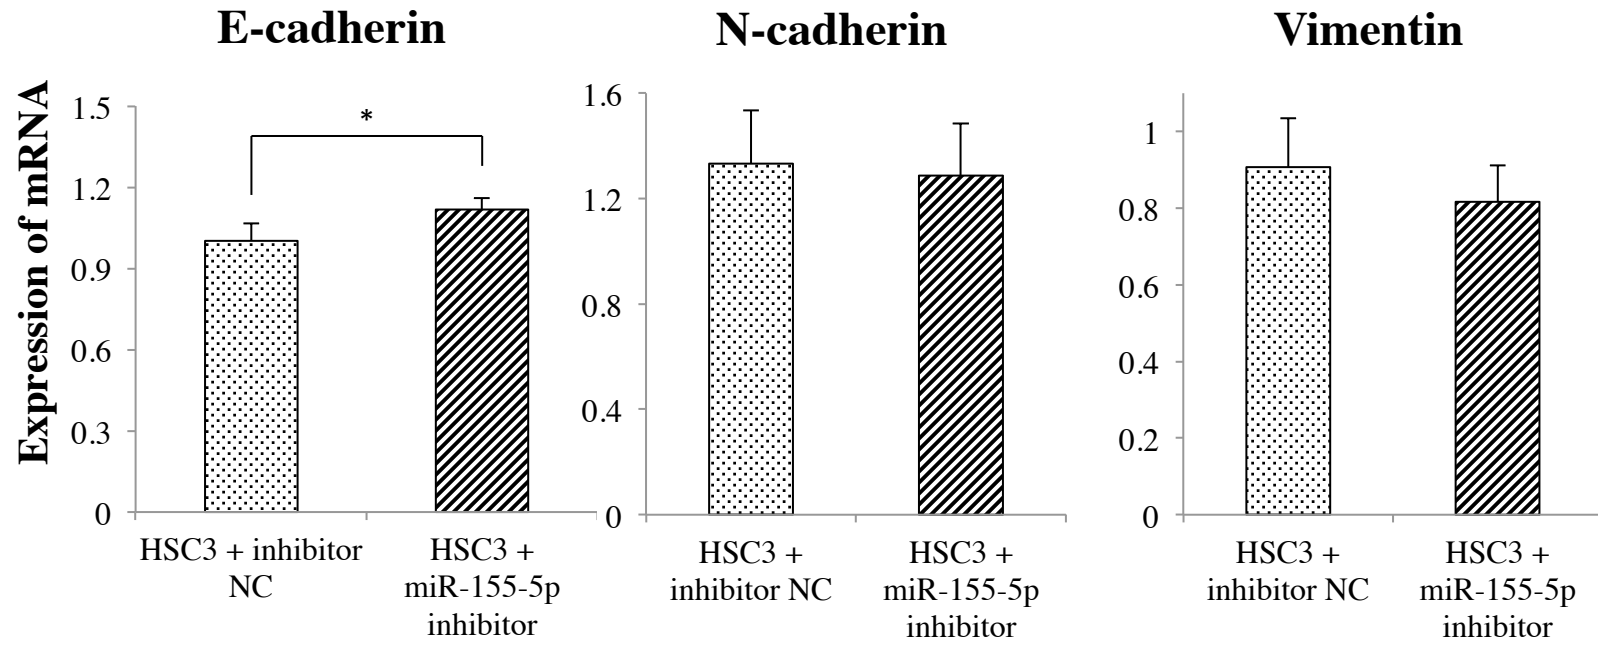 E-cadherin
N-cadherin
Vimentin
Expression of mRNA
1.5
1.2
0.9
0.6
0.3
0
*
HSC3 + inhibitor
NC
HSC3 +
miR-155-5p
inhibitor
1.6
1.2
0.8
0.4
0
HSC3 +
inhibitor NC
HSC3 +
miR-155-5p
inhibitor
1
0.8
0.6
0.4
0.2
0
HSC3 +
inhibitor NC
HSC3 +
miR-155-5p
inhibitor